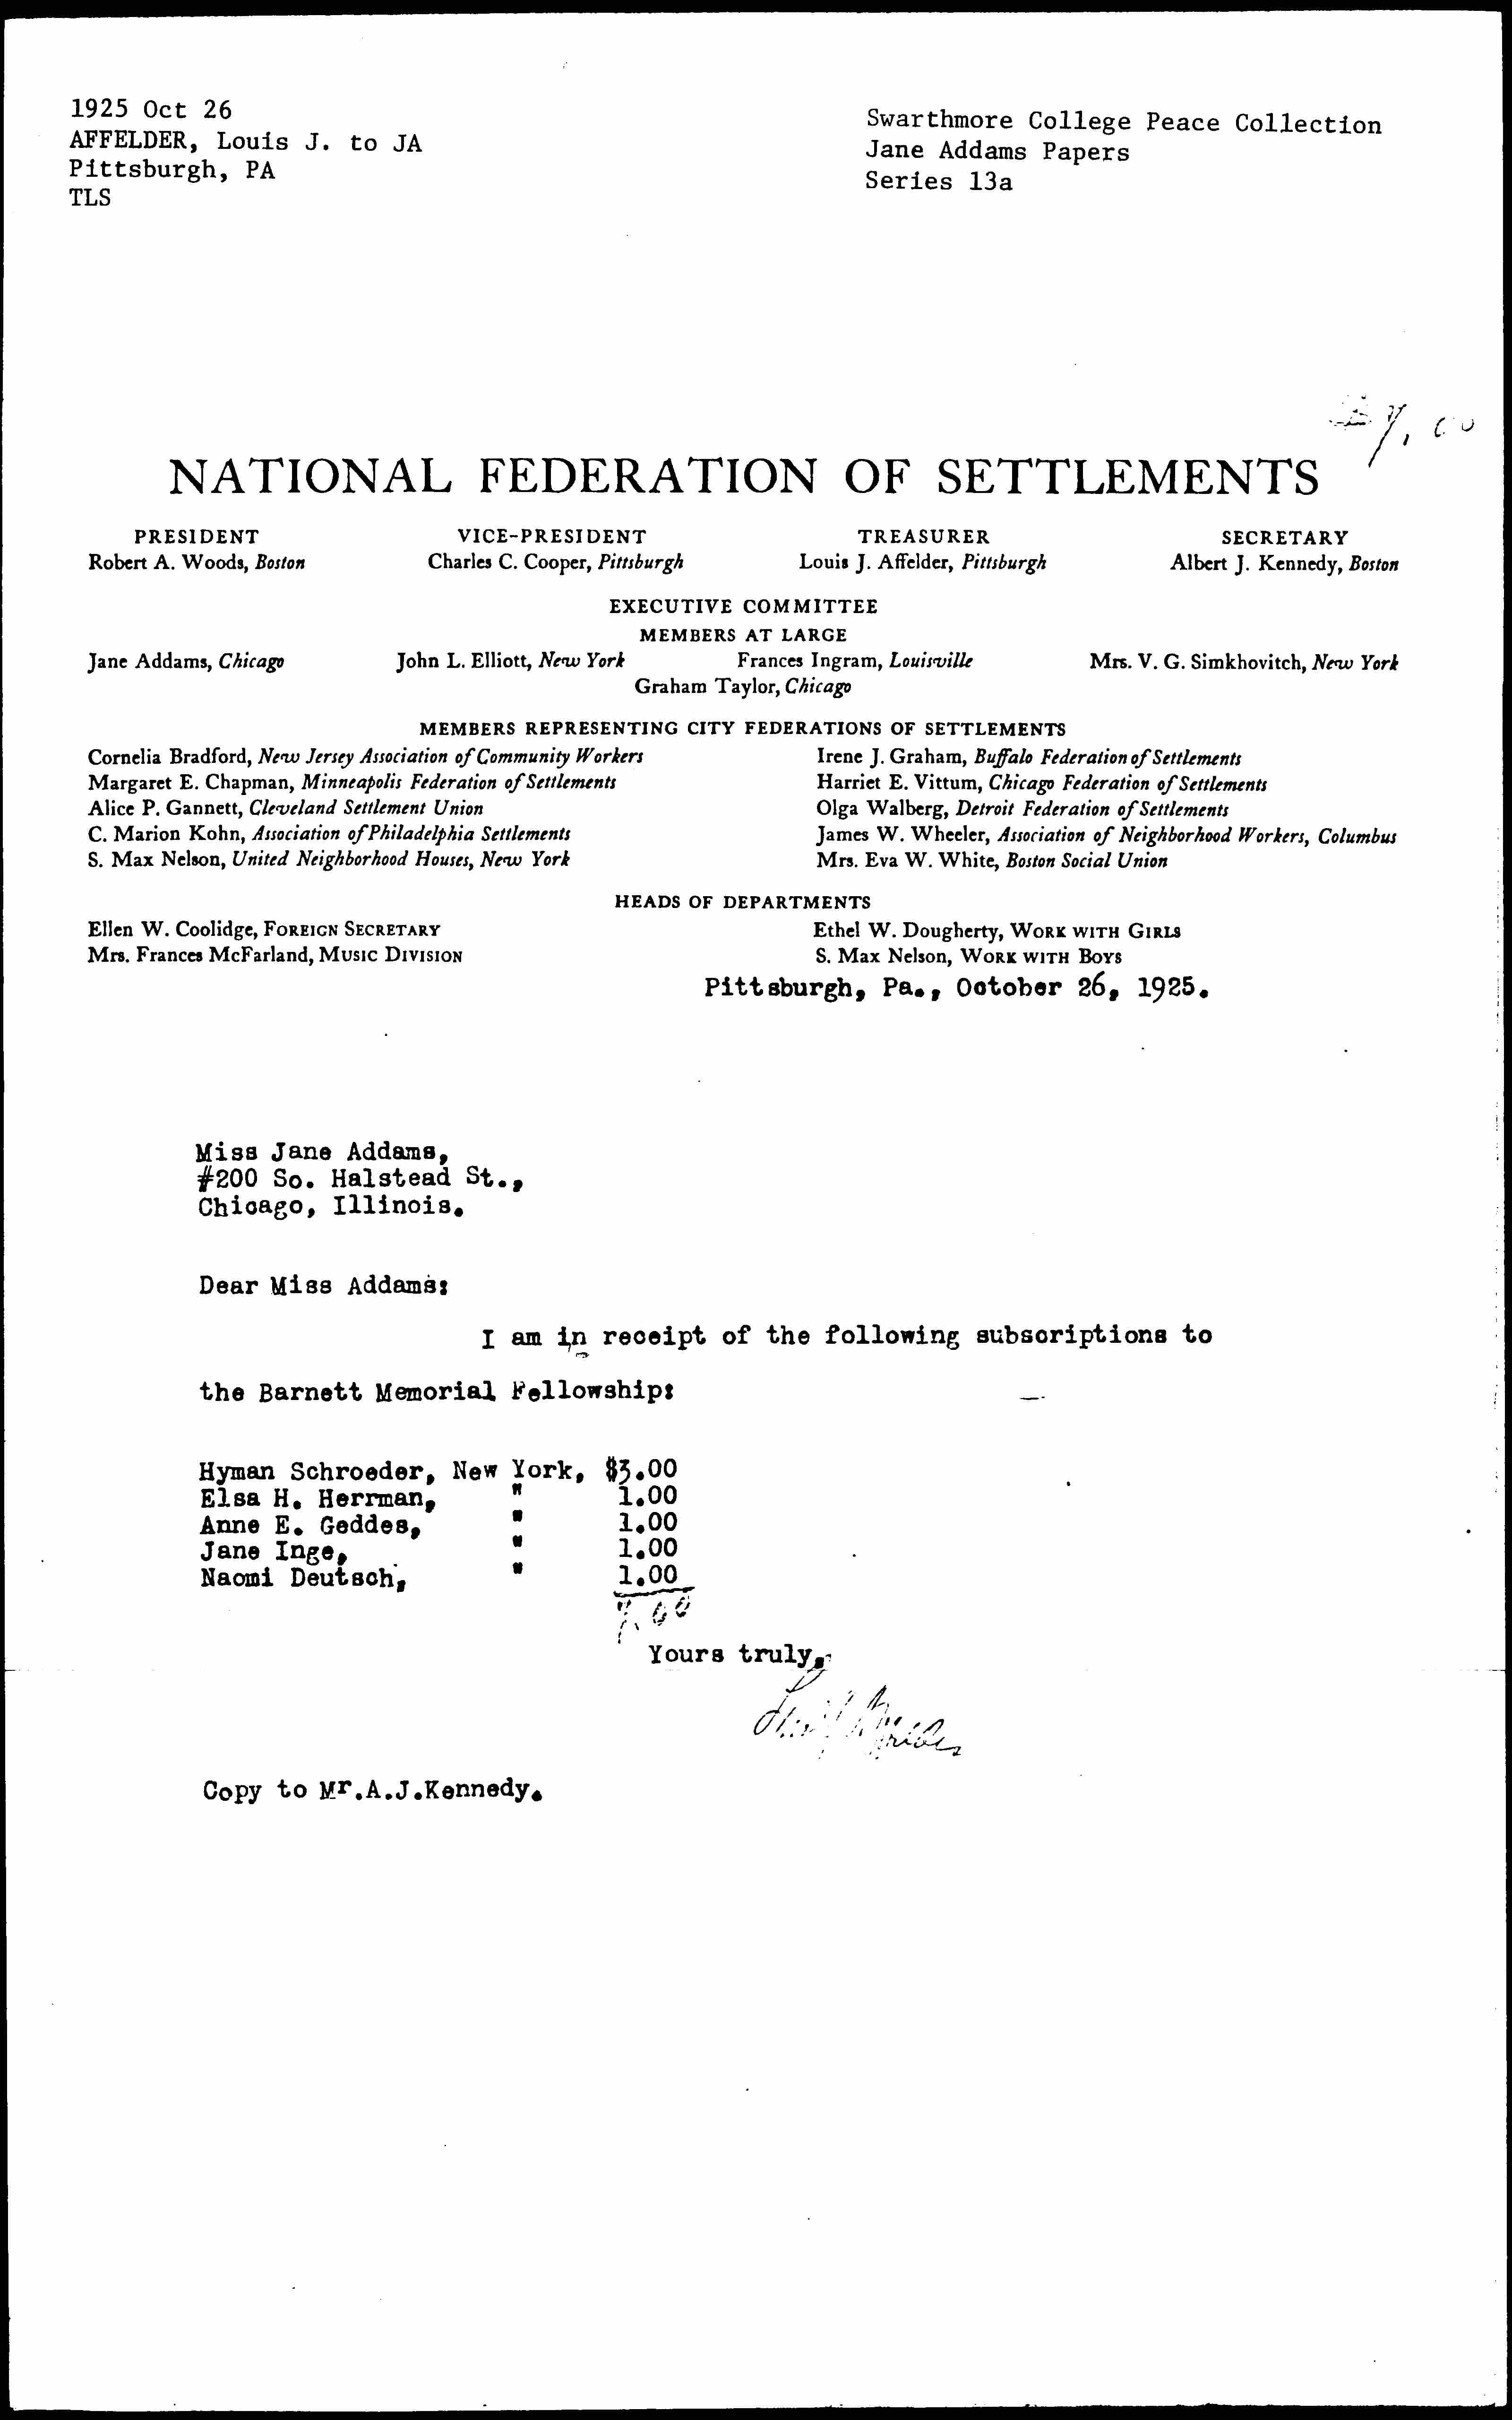 1925 Oct 26
AFFELDER, Louis J. to JA
Pittsburgh, PA
TLS
Swarthmore College Peace Collection
Jane Addams Papers
Series 13a
7.00
NATIONAL FEDERATION OF SETTLEMENTS
PRESIDENT VICE-PRESIDENT TREASURER SECRETARY
Robert A. Woods, Boston Charles C. Cooper, Pittsburgh Louis J. Affelder, Pittsburgh Albert J. Kennedy, Boston
EXECUTIVE COMMITTEE
MEMBERS AT LARGE
Jane Addams, Chicago John L. Elliott, New York Frances Ingram, Louisville Mrs. V. G. Simkhovitch, New York
Graham Taylor, Chicago
MEMBERS REPRESENTING CITY FEDERATIONS OF SETTLEMENTS
Cornelia Bradford, New Jersey Association of Community Workers
Margaret E. Chapman, Minneapolis Federation of Settlements
Alice P. Gannett, Cleveland Settlement Union
C. Marion Kohn, Association of Philadelphia Settlements
S. Max Nelson, United Neighborhood Houses, New York
Irene J. Graham, Buffalo Federation of Settlements
Harriet E. Vittum, Chicago Federation of Settlements
Olga Walberg, Detroit Federation of Settlements
James W. Wheeler, Association of Neighborhood Workers, Columbus
Mrs. Eva W. White, Boston Social Union
HEADS OF DEPARTMENTS
Ellen W. Coolidge, FOREIGN SECRETARY
Mrs. Frances McFarland, MUSIC DIVISION
Ethel W. Dougherty, WORK WITH GIRLS
S. Max Nelson, WORK WITH BOYS
Pittsburgh, Pa., October 26, 1925.
Miss Jane Addams,
#200 So. Halstead St.,
Chicago, Illinois.
Dear Miss Addams:
I am in receipt of the following subscriptions to
the Barnett Memorial Fellowship:
Hyman Schroeder, New York, $3.00
Elsa H. Herrman, " 1.00
Anne E. Geddes, " 1.00
Jane Inge, " 1.00
Naomi Deutsch, " 1.00
7.00
Yours truly,
Louis J. Affelder
Copy to Mr.A.J.Kennedy.